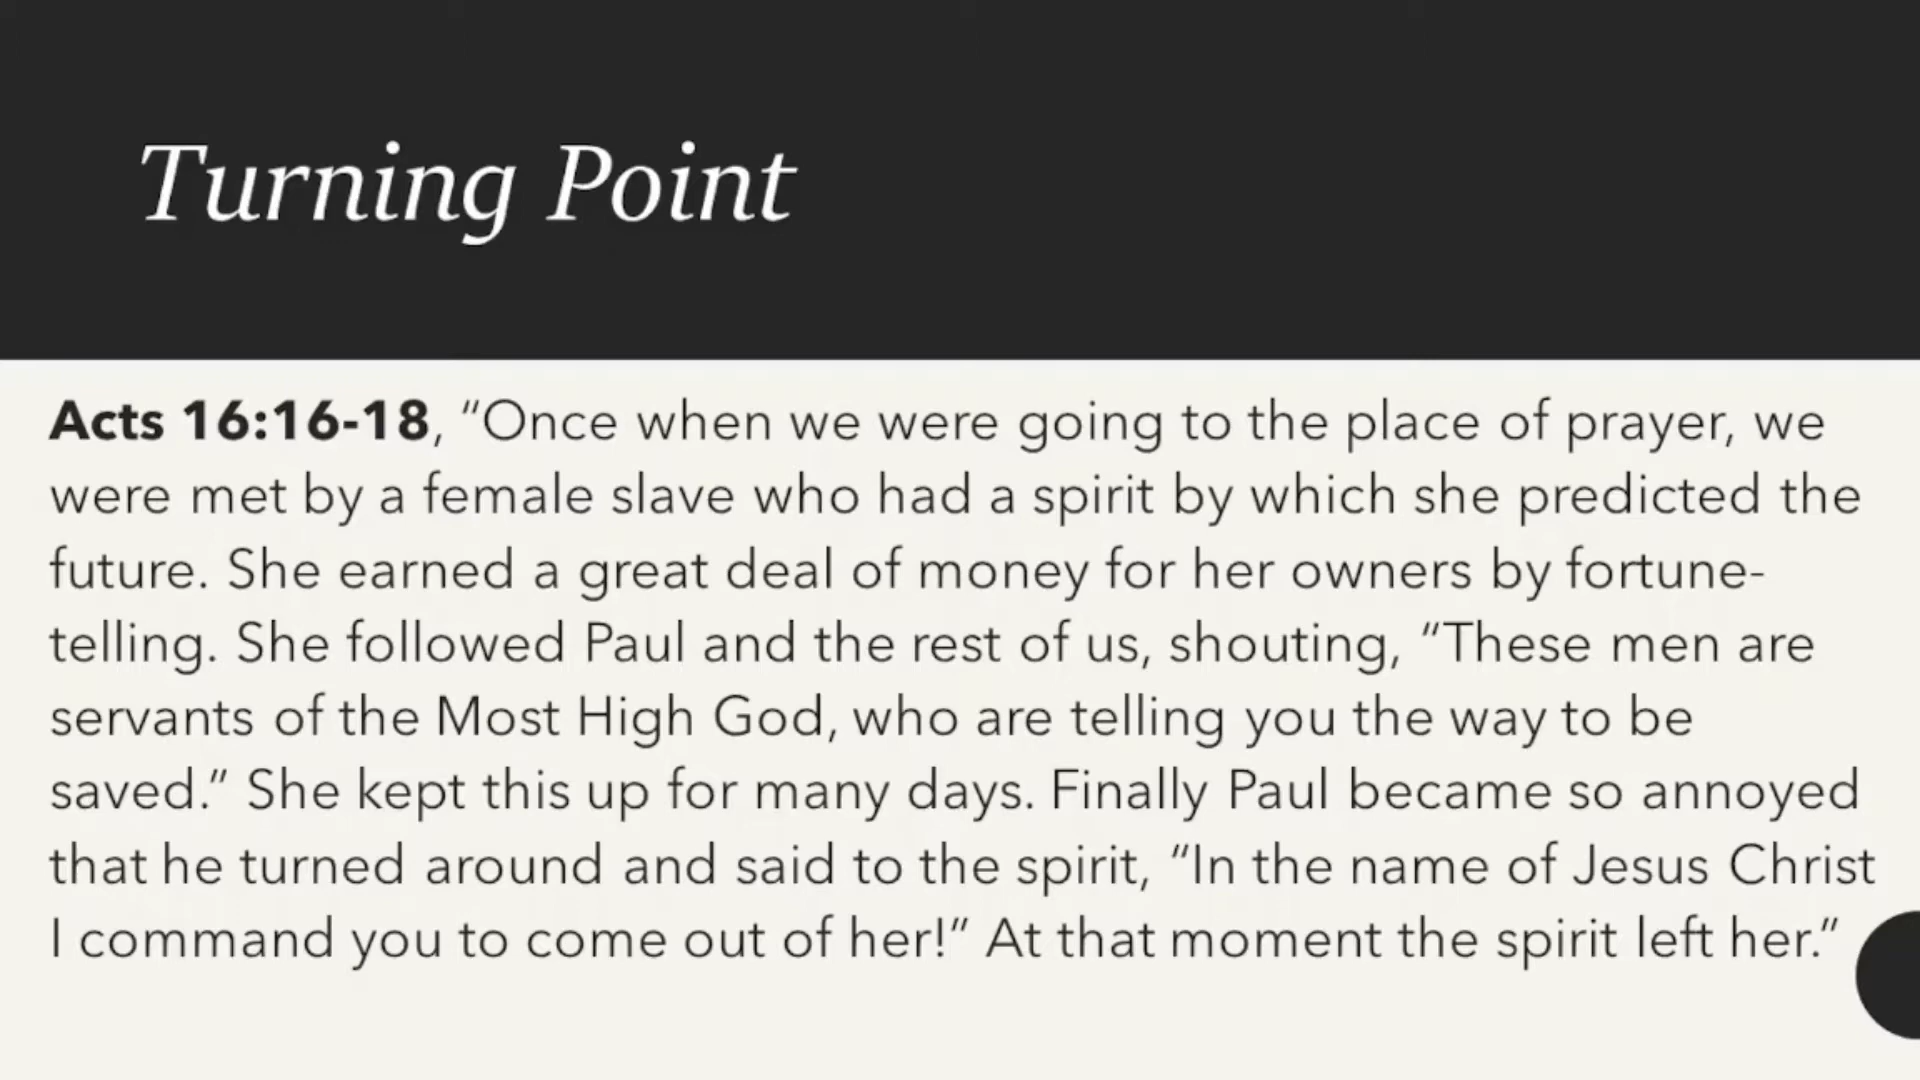 Turning Point
Acts 16:16-18, “Once when we were going to the place of prayer, we
were met by a female slave who had a spirit by which she predicted the
future. She earned a great deal of money for her owners by fortune-
telling. She followed Paul and the rest of us, shouting, “These men are
servants of the Most High God, who are telling you the way to be
saved.” She kept this up for many days. Finally Paul became so annoyed
that he turned around and said to the spirit, “In the name of Jesus Christ
I command you to come out of her!” At that moment the spirit left her.”